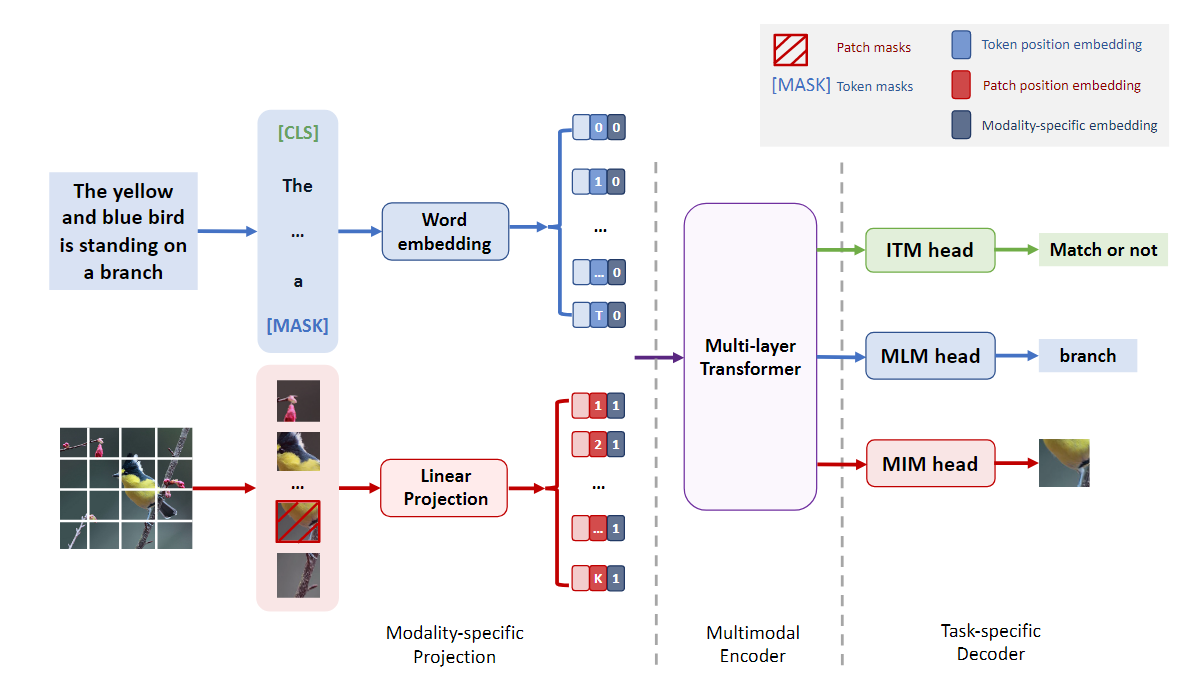 Patch masks
[MASK] Token masks
Token position embedding
Patch position embedding
Modality-specific embedding
The yellow
and blue bird
is standing on
a branch
[CLS]
The
...
a
[MASK]
Word
embedding
0 0
1 0
...
... 0
T 0
...
Linear
Projection
1 1
2 1
...
... 1
K 1
Multi-layer
Transformer
ITM head
Match or not
MLM head
branch
MIM head
Modality-specific
Projection
Multimodal
Encoder
Task-specific
Decoder